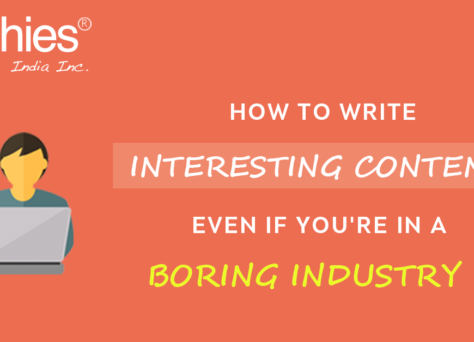 hies®
India Inc.
HOW TO WRITE
INTERESTING CONTEN
EVEN IF YOU'RE IN A
BORING INDUSTRY